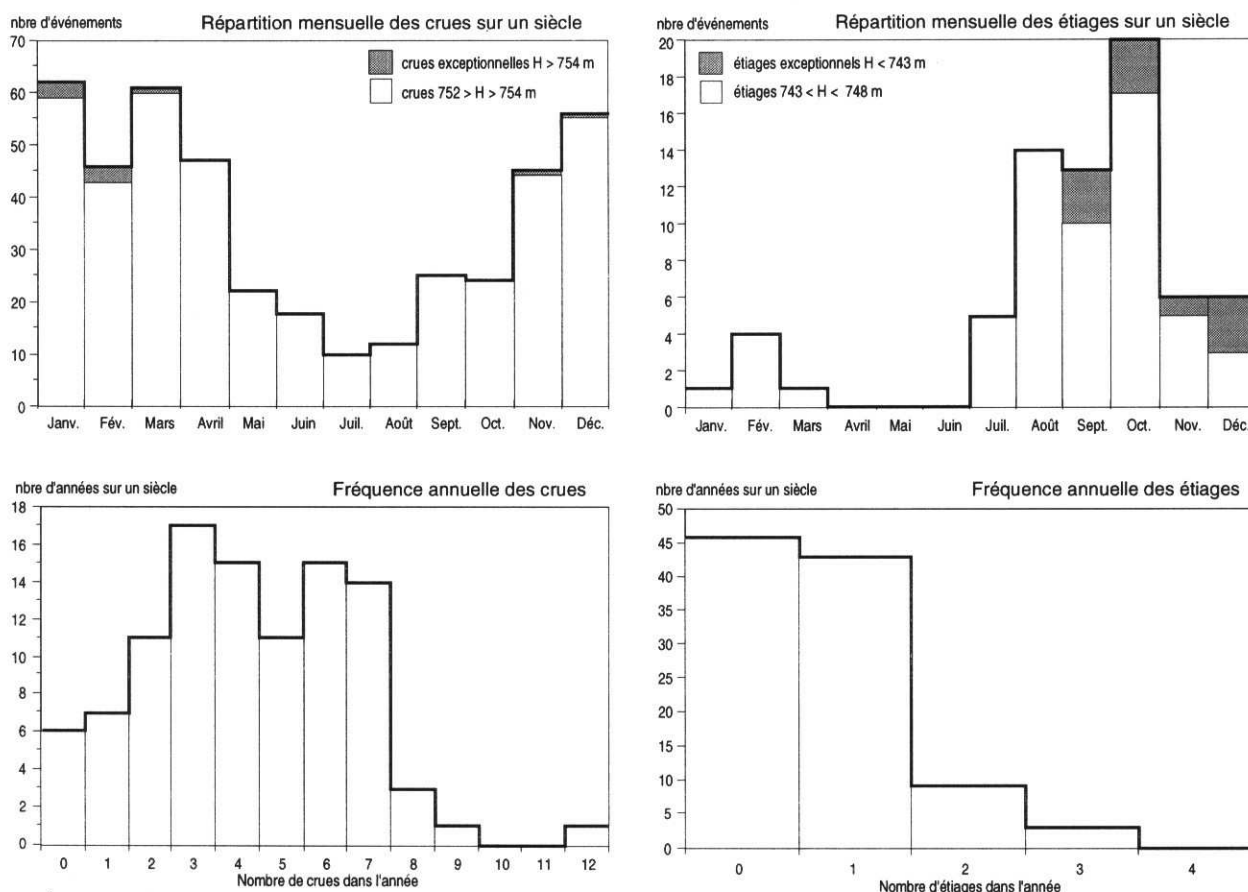 nbre d'événements
Répartition mensuelle des crues sur un siècle
70
60
50
40
30
20
10
0
crues exceptionnelles H > 754 m
crues 752 > H > 754 m
Janv. Fév. Mars Avril Mai Juin Juil. Août Sept. Oct. Nov. Déc.
nbre d'événements
Répartition mensuelle des étiages sur un siècle
20
18
16
14
12
10
8
6
4
2
0
étiages exceptionnels H < 743 m
étiages 743 < H < 748 m
Janv. Fév. Mars Avril Mai Juin Juil. Août Sept. Oct. Nov. Déc.
nbre d'années sur un siècle
Fréquence annuelle des crues
18
16
14
12
10
8
6
4
2
0
0 1 2 3 4 5 6 7 8 9 10 11 12
Nombre de crues dans l'année
nbre d'années sur un siècle
Fréquence annuelle des étiages
50
45
40
35
30
25
20
15
10
5
0
0 1 2 3 4
Nombre d'étiages dans l'année